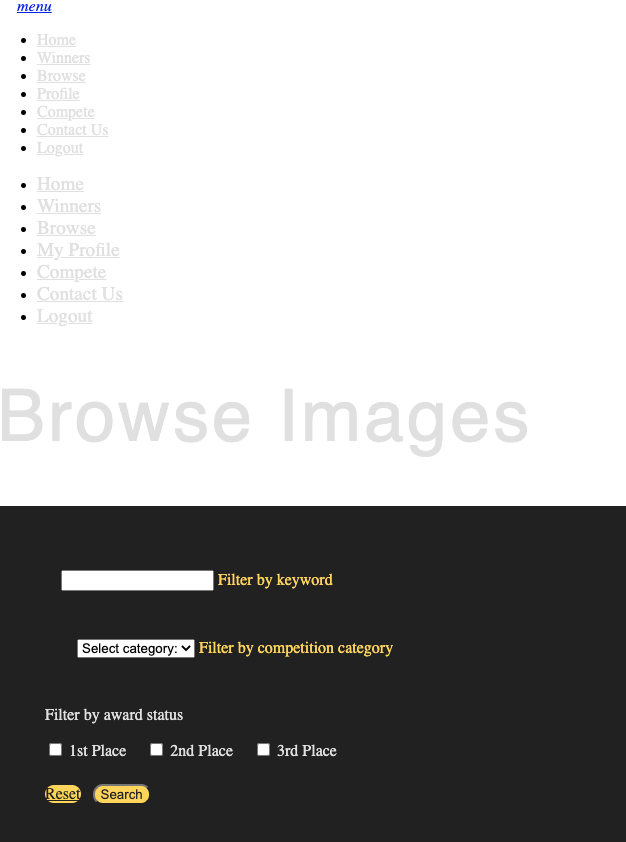 menu
Home
Winners
Browse
Profile
Compete
Contact Us
Logout
Home
Winners
Browse
My Profile
Compete
Contact Us
Logout
Browse Images
Filter by keyword
Select category: Filter by competition category
Filter by award status
1st Place 2nd Place 3rd Place
Reset Search